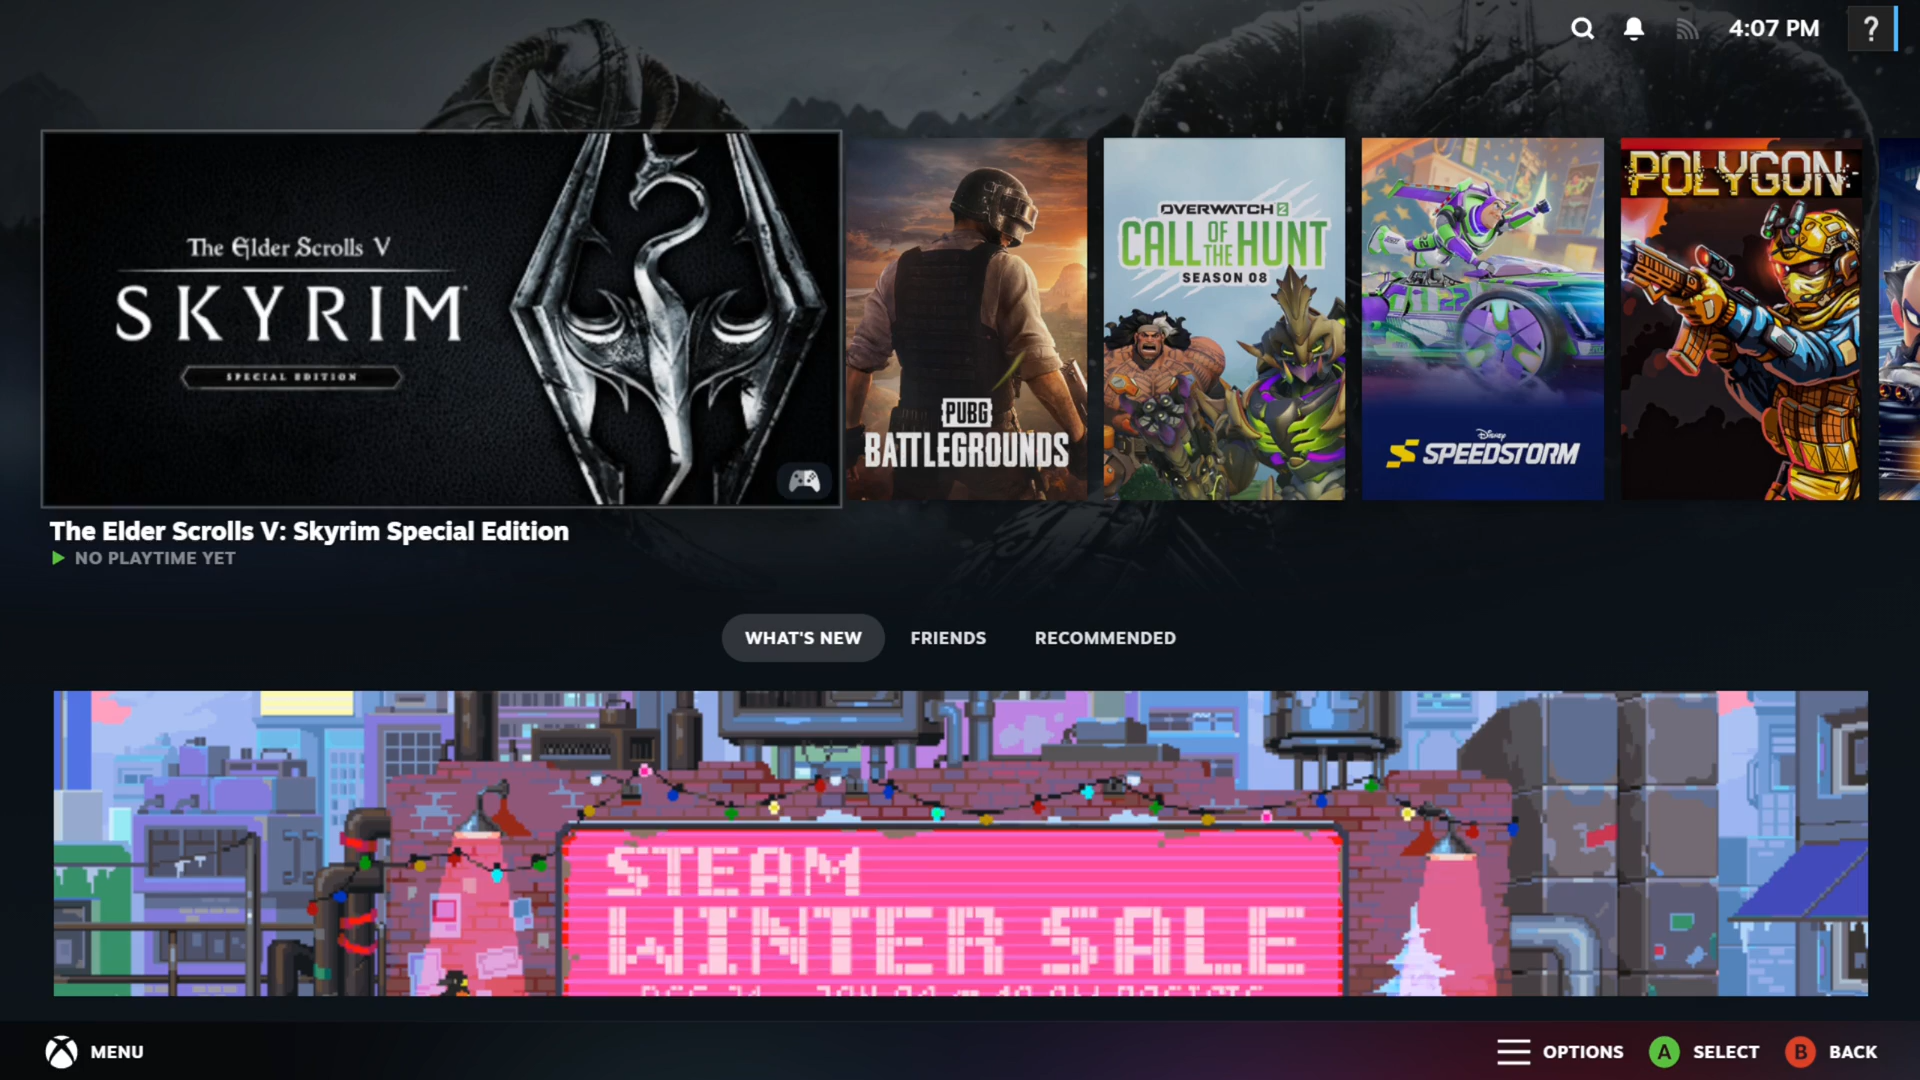 4:07 PM
?
The Elder Scrolls V
SKYRIM
SPECIAL EDITION
PUBG
BATTLEGROUNDS
OVERWATCH 2
CALL OF THE HUNT
SEASON 08
Disney
SPEEDSTORM
POLYGON
The Elder Scrolls V: Skyrim Special Edition
NO PLAYTIME YET
WHAT'S NEW
FRIENDS
RECOMMENDED
STEAM
WINTER SALE
MENU
OPTIONS
A SELECT
B BACK